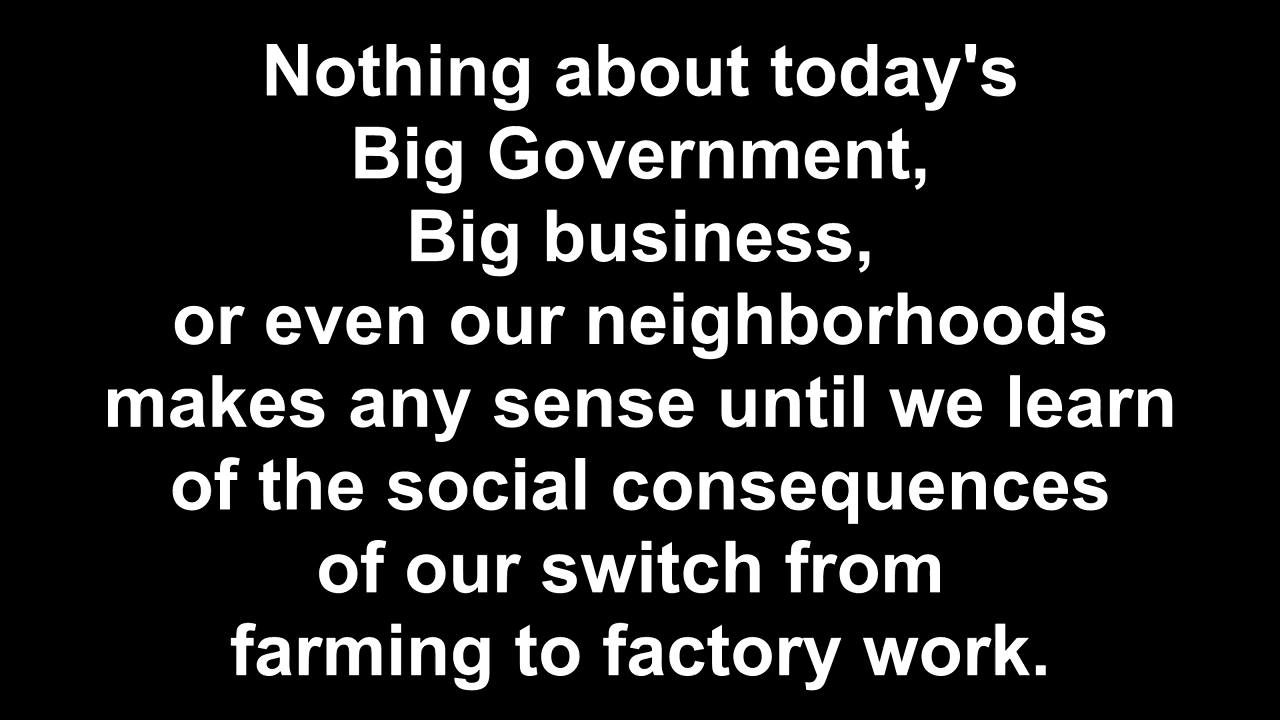 Nothing about today's
Big Government,
Big business,
or even our neighborhoods
makes any sense until we learn
of the social consequences
of our switch from
farming to factory work.